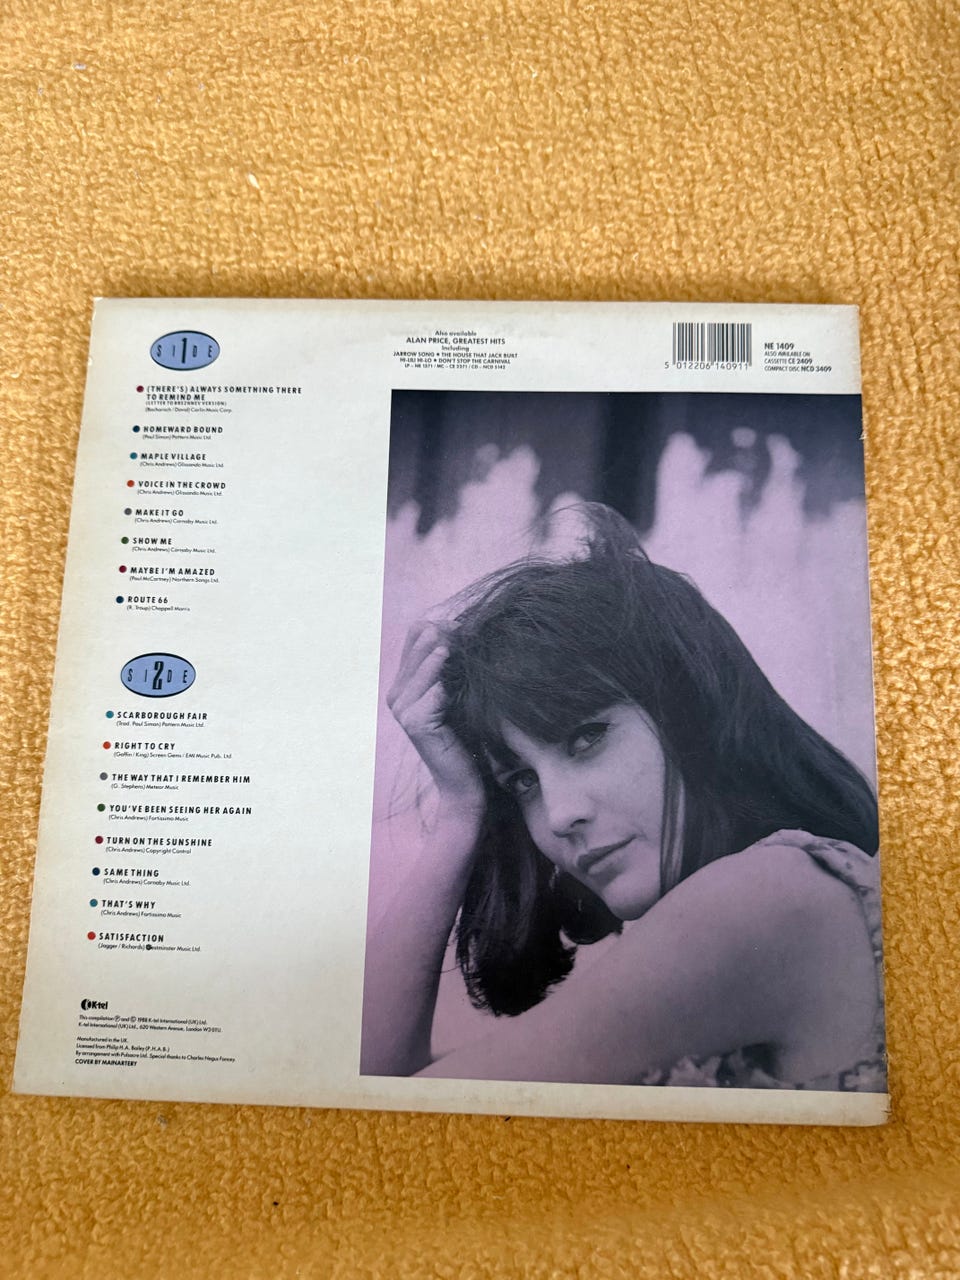 SIDE 1
(THERE'S) ALWAYS SOMETHING THERE
TO REMIND ME
(LETTER TO BREZHNEV VERSION)
(Bacharach / David) Carlin Music Corp.
HOMEWARD BOUND
(Paul Simon) Pattern Music Ltd.
MAPLE VILLAGE
(Chris Andrews) Glissando Music Ltd.
VOICE IN THE CROWD
(Chris Andrews) Glissando Music Ltd.
MAKE IT GO
(Chris Andrews) Carnaby Music Ltd.
SHOW ME
(Chris Andrews) Carnaby Music Ltd.
MAYBE I'M AMAZED
(Paul McCartney) Northern Songs Ltd.
ROUTE 66
(R. Troup) Chappell Morris
SIDE 2
SCARBOROUGH FAIR
(Trad. Paul Simon) Pattern Music Ltd.
RIGHT TO CRY
(Goffin / King) Screen Gems / EMI Music Pub. Ltd.
THE WAY THAT I REMEMBER HIM
(G. Stephens) Meteor Music
YOU'VE BEEN SEEING HER AGAIN
(Chris Andrews) Fortissimo Music
TURN ON THE SUNSHINE
(Chris Andrews) Copyright Control
SAME THING
(Chris Andrews) Carnaby Music Ltd.
THAT'S WHY
(Chris Andrews) Fortissimo Music
SATISFACTION
(Jagger / Richards) Westminster Music Ltd.
K-tel
This compilation Ⓟ and © 1988 K-tel International (UK) Ltd.
K-tel International (UK) Ltd., 620 Western Avenue, London W3 0TU.
Manufactured in the UK.
Licensed from Philip H.A. Bailey (P.H.A.B.)
By arrangement with Pulsacre Ltd. Special thanks to Charles Negus Fancey.
COVER BY MAINARTERY
Also available
ALAN PRICE, GREATEST HITS
Including
JARROW SONG • THE HOUSE THAT JACK BUILT
HI-LILI HI-LO • DON'T STOP THE CARNIVAL
LP - NE 1371 / MC - CE 2371 / CD - NCD 5142
5 012206 140911
NE 1409
ALSO AVAILABLE ON
CASSETTE CE 2409
COMPACT DISC NCD 3409